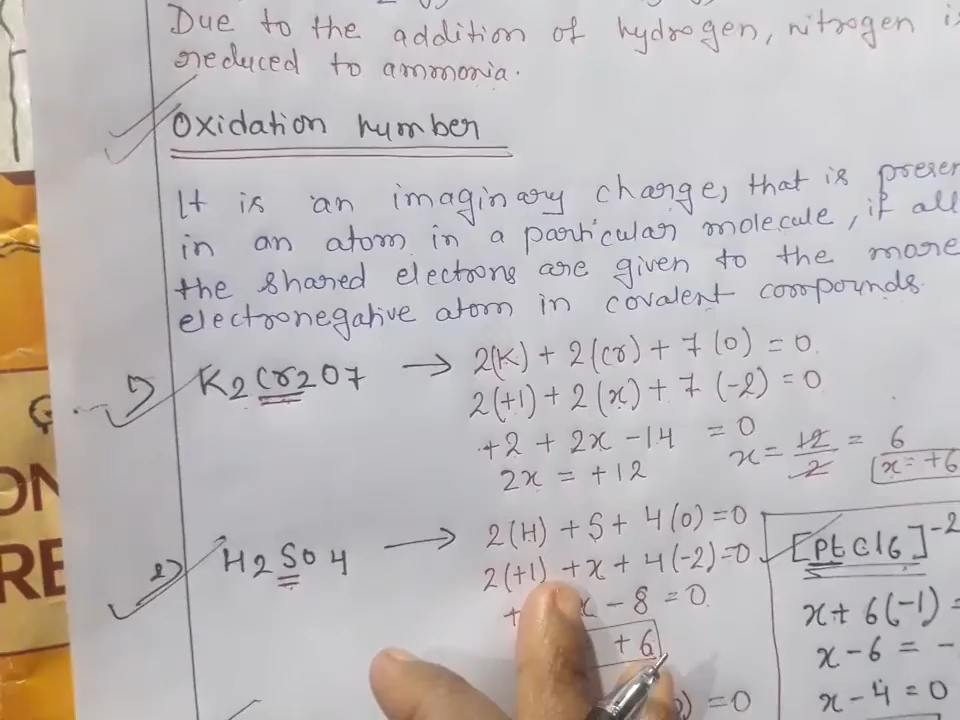 Due to the addition of hydrogen, nitrogen is
reduced to ammonia.
Oxidation number
It is an imaginary charge, that is presen
in an atom in a particular molecule, if all
the shared electrons are given to the more
electronegative atom in covalent compounds.
1) K2Cr2O7 → 2(K) + 2(Cr) + 7(O) = 0
2(+1) + 2(x) + 7(-2) = 0
+2 + 2x - 14 = 0
2x = +12 x = +12/2 = 6
x = +6
2) H2SO4 → 2(H) + S + 4(O) = 0
2(+1) + x + 4(-2) = 0
+ x - 8 = 0
+6
) = 0
[PtCl6]-2
x + 6(-1) =
x - 6 = -
x - 4 = 0
ON
RE